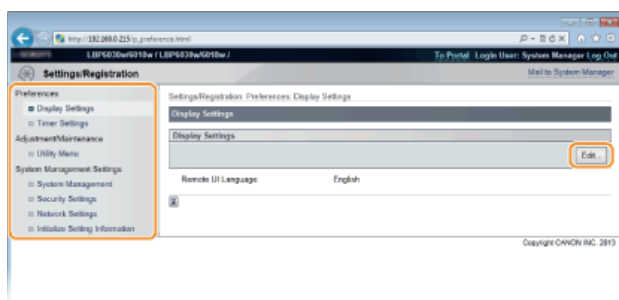 http://192.168.0.215/p_preference.html
LBP6030w/6018w / LBP6030w/6018w /
To Portal Login User: System Manager Log Out
Settings/Registration
Mail to System Manager
Preferences
Display Settings
Timer Settings
Adjustment/Maintenance
Utility Menu
System Management Settings
System Management
Security Settings
Network Settings
Initialize Setting Information
Settings/Registration: Preferences: Display Settings
Display Settings
Display Settings
Edit...
Remote UI Language: English
Copyright CANON INC. 2013